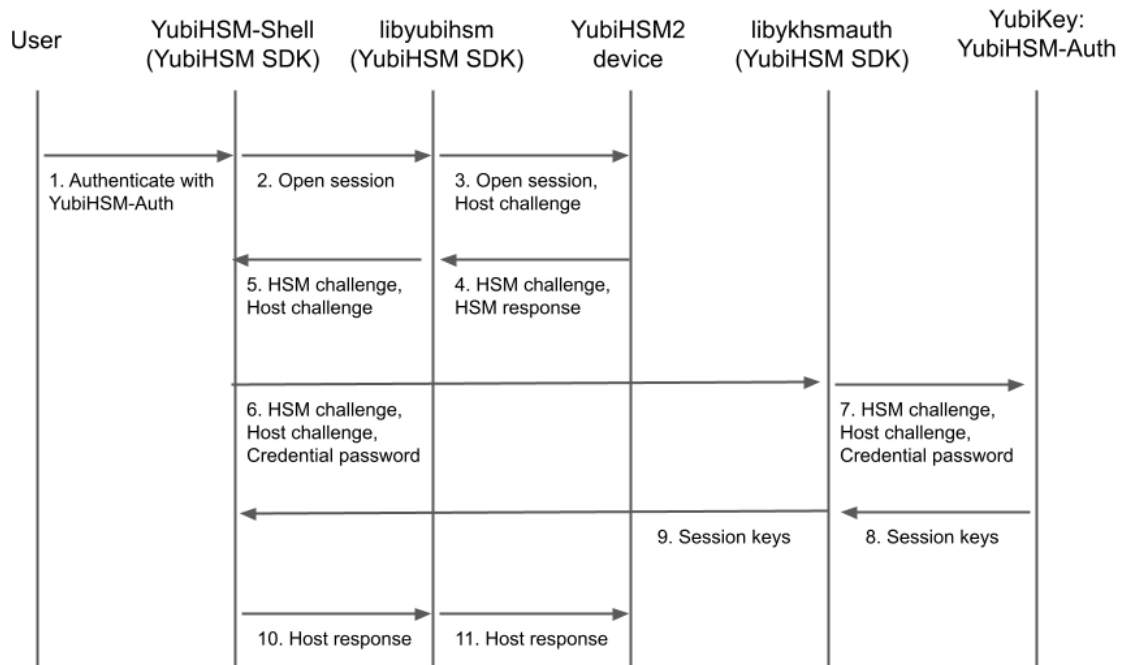 User
YubiHSM-Shell
(YubiHSM SDK)
libyubihsm
(YubiHSM SDK)
YubiHSM2
device
libykhsmauth
(YubiHSM SDK)
YubiKey:
YubiHSM-Auth
1. Authenticate with
YubiHSM-Auth
2. Open session
3. Open session,
Host challenge
5. HSM challenge,
Host challenge
4. HSM challenge,
HSM response
6. HSM challenge,
Host challenge,
Credential password
7. HSM challenge,
Host challenge,
Credential password
9. Session keys
8. Session keys
10. Host response
11. Host response